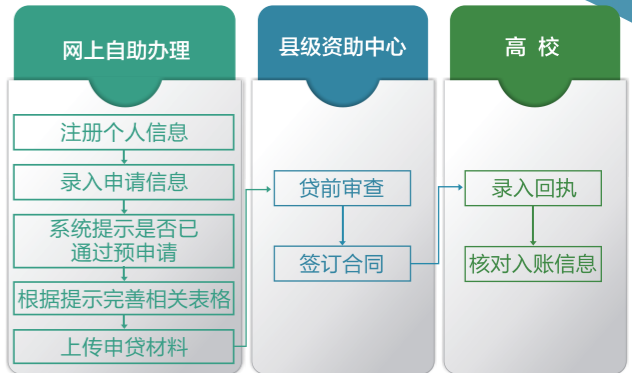 网上自助办理
注册个人信息
录入申请信息
系统提示是否已
通过预申请
根据提示完善相关表格
上传申贷材料
县级资助中心
贷前审查
签订合同
高校
录入回执
核对入账信息